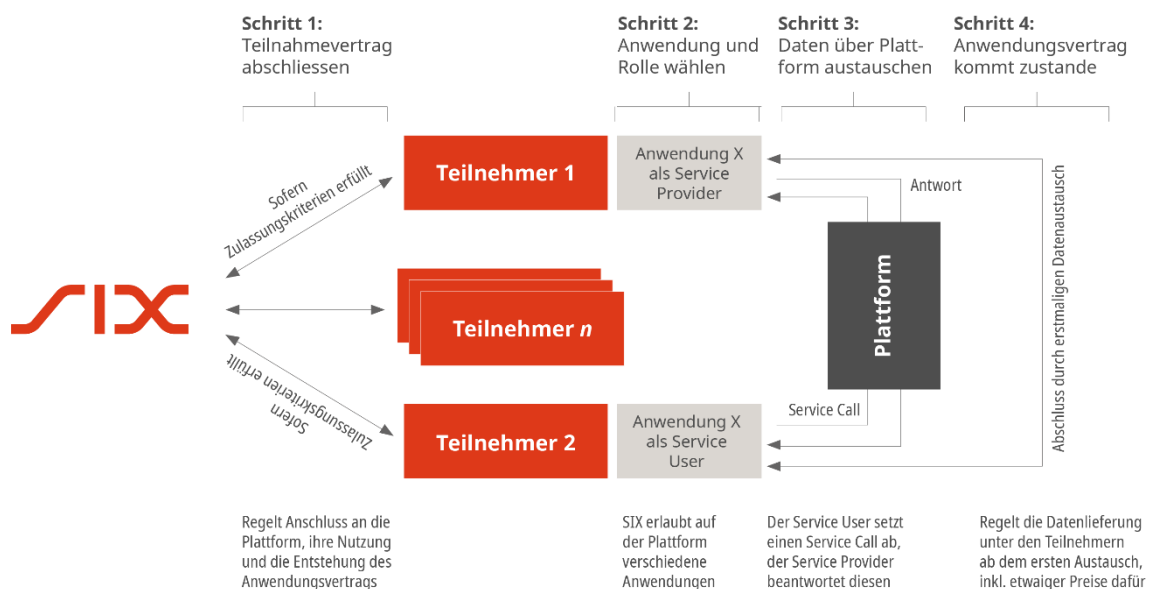 Schritt 1:
Teilnahmevertrag
abschliessen
Schritt 2:
Anwendung und
Rolle wählen
Schritt 3:
Daten über Platt-
form austauschen
Schritt 4:
Anwendungsvertrag
kommt zustande
Sofern
Zulassungskriterien erfüllt
Teilnehmer 1
Anwendung X
als Service
Provider
Antwort
SIX
Teilnehmer n
Plattform
Abschluss durch erstmaligen Datenaustausch
Sofern
Zulassungskriterien erfüllt
Teilnehmer 2
Anwendung X
als Service
User
Service Call
Regelt Anschluss an die
Plattform, ihre Nutzung
und die Entstehung des
Anwendungsvertrags
SIX erlaubt auf
der Plattform
verschiedene
Anwendungen
Der Service User setzt
einen Service Call ab,
der Service Provider
beantwortet diesen
Regelt die Datenlieferung
unter den Teilnehmern
ab dem ersten Austausch,
inkl. etwaiger Preise dafür